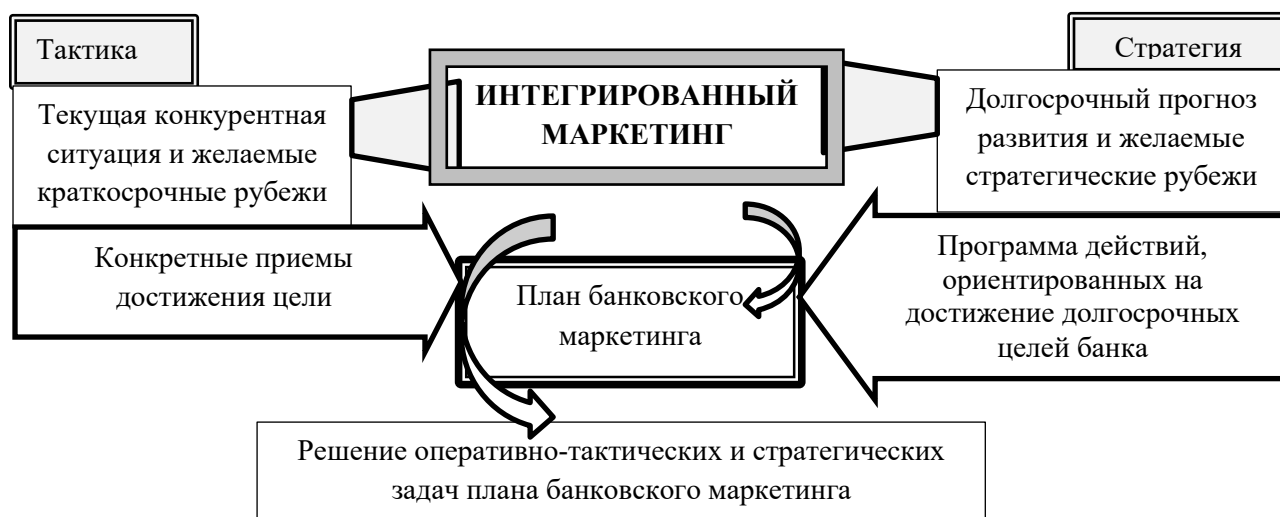 Тактика
Текущая конкурентная
ситуация и желаемые
краткосрочные рубежи
Конкретные приемы
достижения цели
ИНТЕГРИРОВАННЫЙ
МАРКЕТИНГ
План банковского
маркетинга
Стратегия
Долгосрочный прогноз
развития и желаемые
стратегические рубежи
Программа действий,
ориентированных на
достижение долгосрочных
целей банка
Решение оперативно-тактических и стратегических
задач плана банковского маркетинга